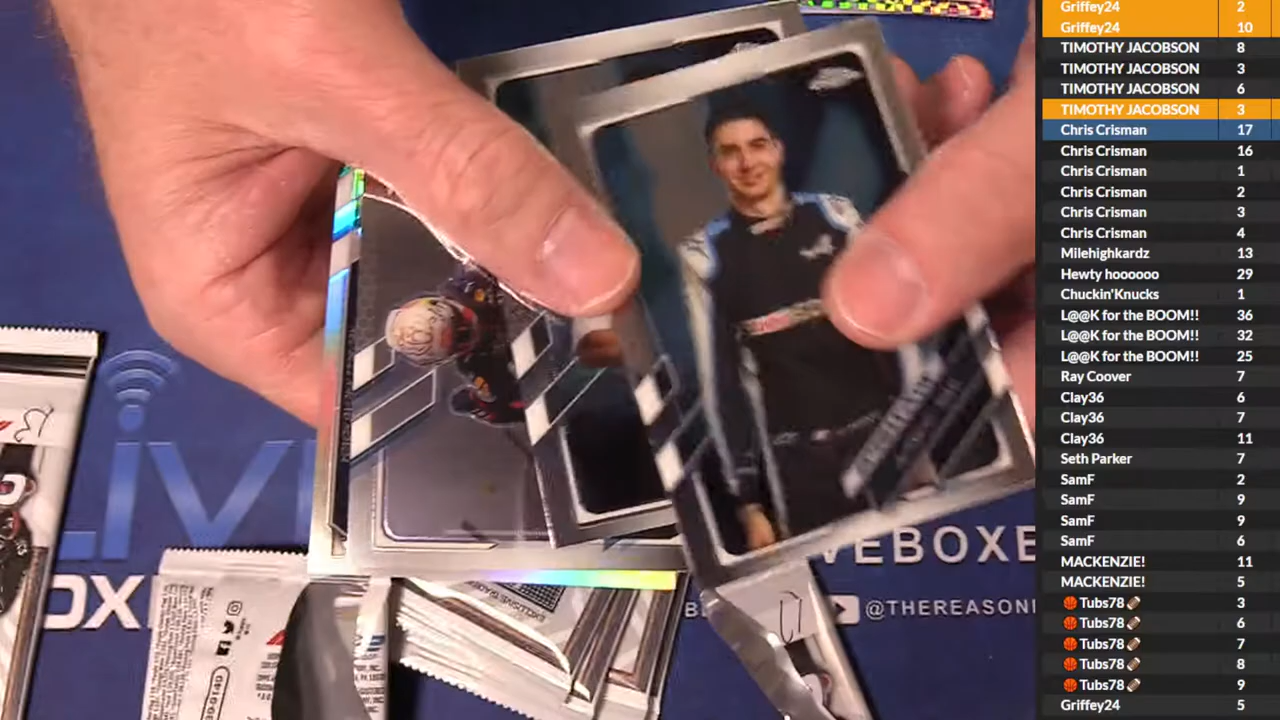 Griffey24 2
Griffey24 10
TIMOTHY JACOBSON 8
TIMOTHY JACOBSON 3
TIMOTHY JACOBSON 6
TIMOTHY JACOBSON 3
Chris Crisman 17
Chris Crisman 16
Chris Crisman 1
Chris Crisman 2
Chris Crisman 3
Chris Crisman 4
Milehighkardz 13
Hewty hoooooo 29
Chuckin'Knucks 1
L@@K for the BOOM!! 36
L@@K for the BOOM!! 32
L@@K for the BOOM!! 25
Ray Coover 7
Clay36 6
Clay36 7
Clay36 11
Seth Parker 7
SamF 2
SamF 9
SamF 9
SamF 6
MACKENZIE! 11
MACKENZIE! 5
🏀Tubs78🏈 3
🏀Tubs78🏈 6
🏀Tubs78🏈 7
🏀Tubs78🏈 8
🏀Tubs78🏈 9
Griffey24 5
LIV
OX
VEBOXE
@THEREASON